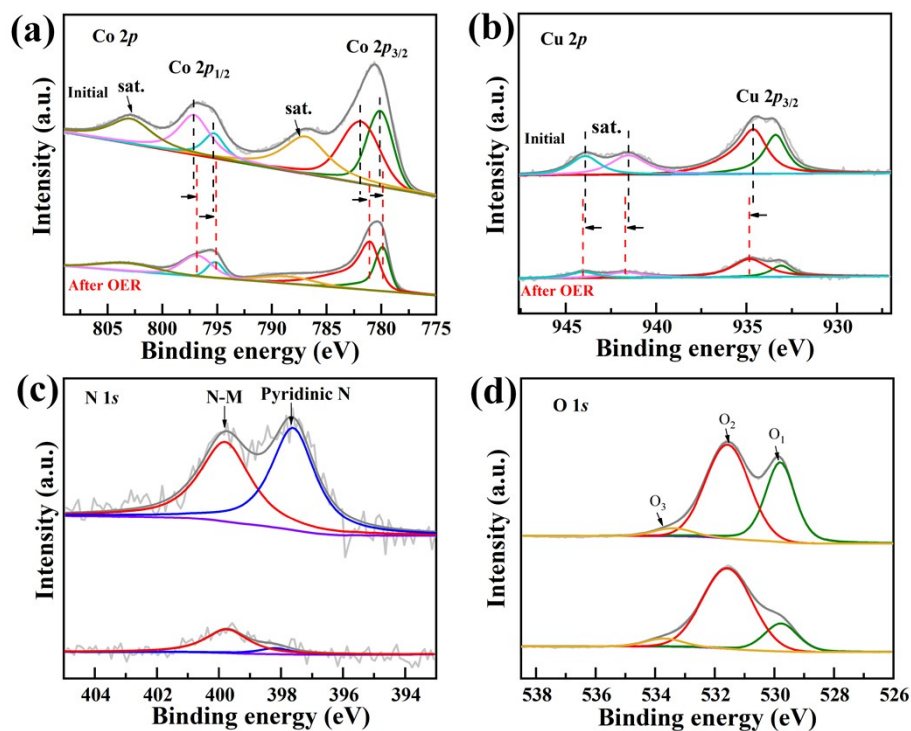 (a)
Co 2p
Co 2p3/2
Co 2p1/2
sat.
Initial
sat.
After OER
Intensity (a.u.)
805 800 795 790 785 780 775
Binding energy (eV)
(b)
Cu 2p
Cu 2p3/2
sat.
Initial
After OER
Intensity (a.u.)
945 940 935 930
Binding energy (eV)
(c)
N 1s
N-M
Pyridinic N
Intensity (a.u.)
404 402 400 398 396 394
Binding energy (eV)
(d)
O 1s
O2
O1
O3
Intensity (a.u.)
538 536 534 532 530 528 526
Binding energy (eV)